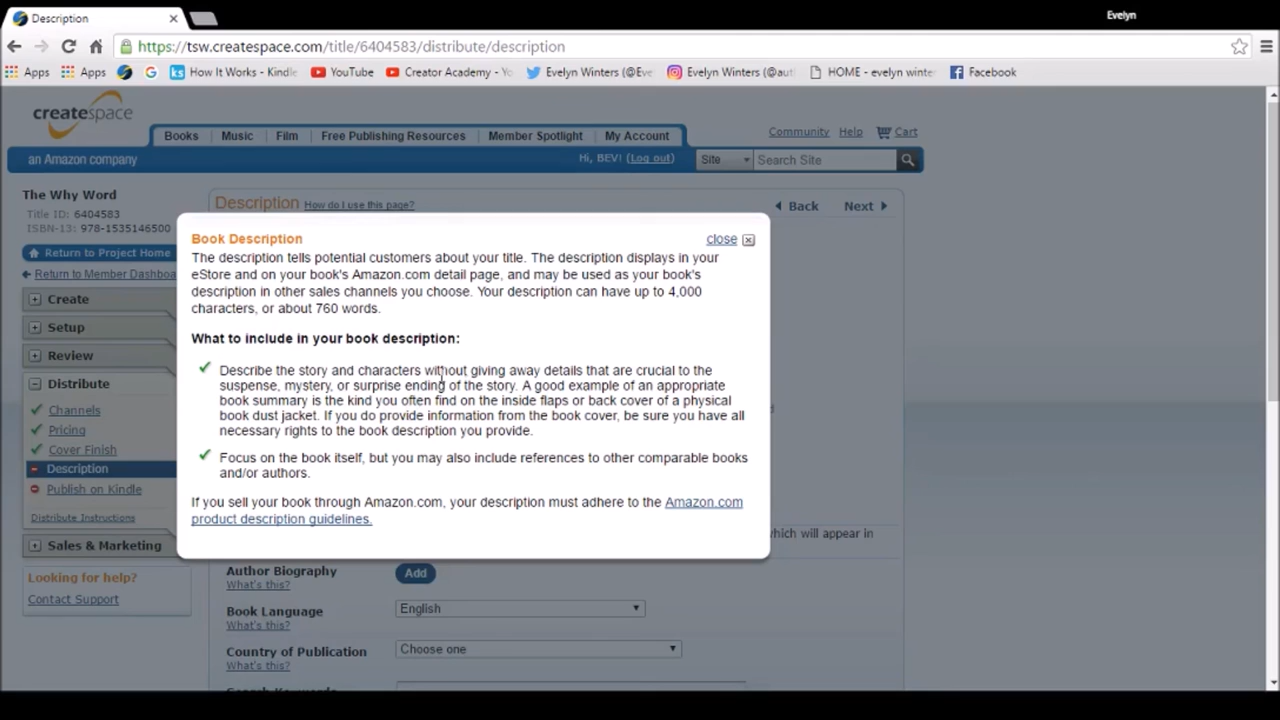 Description
Evelyn
https://tsw.createspace.com/title/6404583/distribute/description
Apps Apps How It Works - Kindle YouTube Creator Academy - Yo Evelyn Winters (@Eve Evelyn Winters (@aut HOME - evelyn winte Facebook
createspace
Books Music Film Free Publishing Resources Member Spotlight My Account Community Help Cart
an Amazon company Hi, BEV! (Log out) Site Search Site
The Why Word
Title ID: 6404583
ISBN-13: 978-1535146500
Return to Project Home
Return to Member Dashboa
Create
Setup
Review
Distribute
Channels
Pricing
Cover Finish
Description
Publish on Kindle
Distribute Instructions
Sales & Marketing
Looking for help?
Contact Support
Description How do I use this page? Back Next
Book Description close
The description tells potential customers about your title. The description displays in your
eStore and on your book's Amazon.com detail page, and may be used as your book's
description in other sales channels you choose. Your description can have up to 4,000
characters, or about 760 words.
What to include in your book description:
Describe the story and characters without giving away details that are crucial to the
suspense, mystery, or surprise ending of the story. A good example of an appropriate
book summary is the kind you often find on the inside flaps or back cover of a physical
book dust jacket. If you do provide information from the book cover, be sure you have all
necessary rights to the book description you provide.
Focus on the book itself, but you may also include references to other comparable books
and/or authors.
If you sell your book through Amazon.com, your description must adhere to the Amazon.com
product description guidelines.
which will appear in
Author Biography Add
What's this?
Book Language English
What's this?
Country of Publication Choose one
What's this?